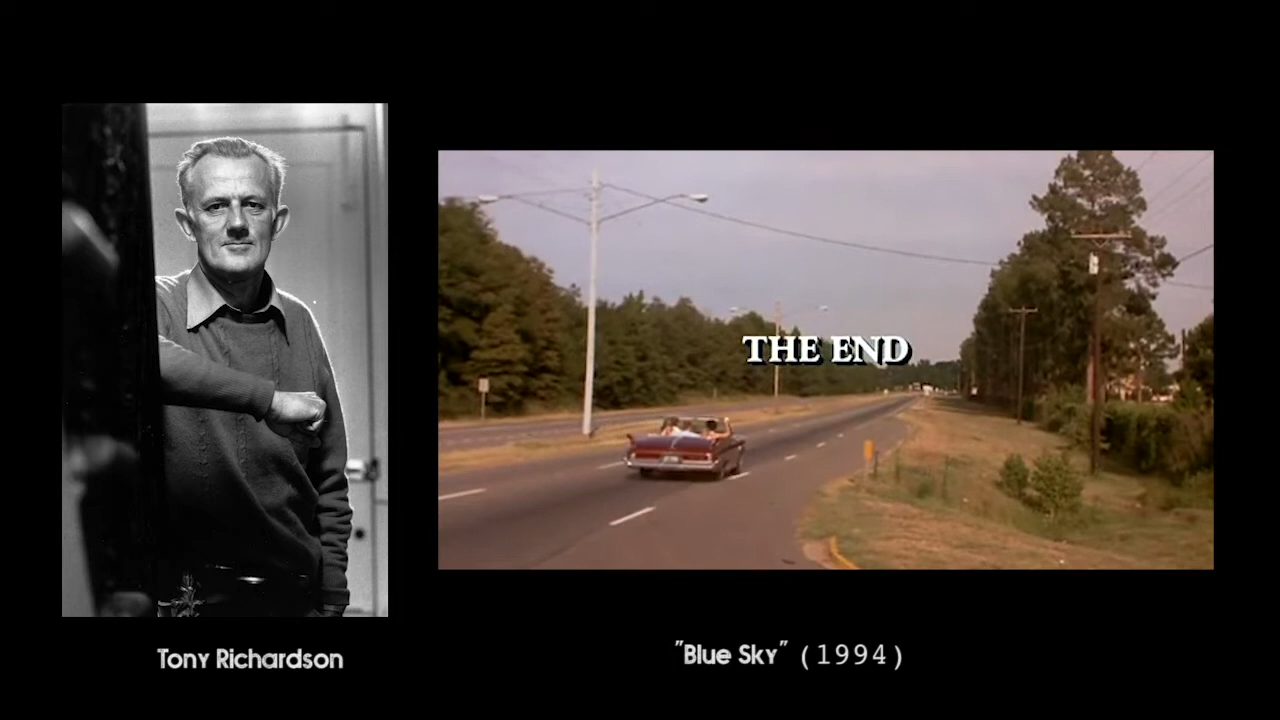 THE END
Tony Richardson
"Blue Sky" (1994)